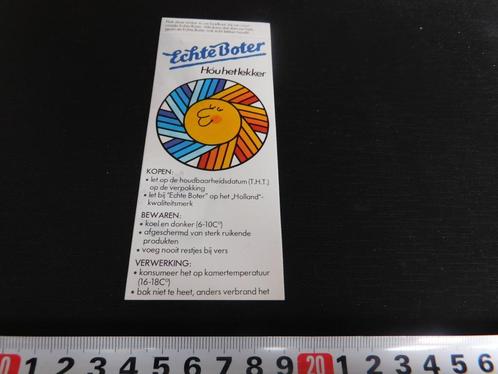 Echte Boter
Hou het lekker
KOPEN:
• let op de houdbaarheidsdatum (T.H.T.)
op de verpakking
• let bij "Echte Boter" op het „Holland"-
kwaliteitsmerk
BEWAREN:
• koel en donker (6-10C°)
• afgeschermd van sterk ruikende
produkten
• voeg nooit restjes bij vers
VERWERKING:
• konsumeer het op kamertemperatuur
(16-18C°)
• bak niet te heet, anders verbrand het
0 1 2 3 4 5 6 7 8 9 20 1 2 3 4 5 6